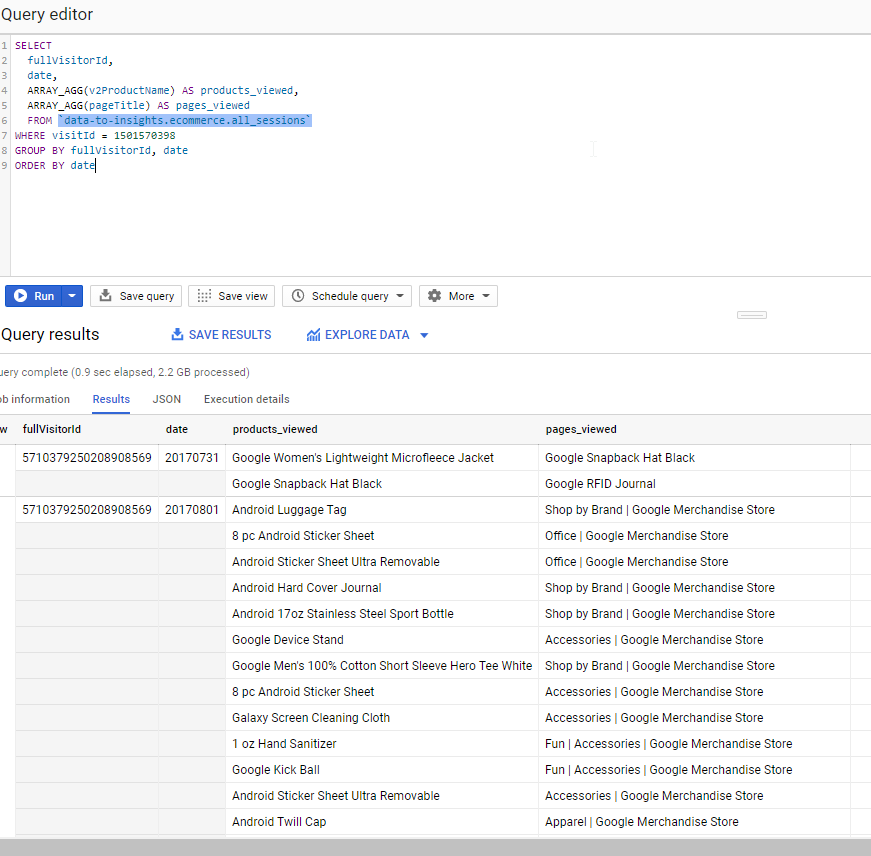 Query editor
1 SELECT
2 fullVisitorId,
3 date,
4 ARRAY_AGG(v2ProductName) AS products_viewed,
5 ARRAY_AGG(pageTitle) AS pages_viewed
6 FROM `data-to-insights.ecommerce.all_sessions`
7 WHERE visitId = 1501570398
8 GROUP BY fullVisitorId, date
9 ORDER BY date
Run Save query Save view Schedule query More
Query results SAVE RESULTS EXPLORE DATA
uery complete (0.9 sec elapsed, 2.2 GB processed)
ob information Results JSON Execution details
w fullVisitorId date products_viewed pages_viewed
5710379250208908569 20170731 Google Women's Lightweight Microfleece Jacket Google Snapback Hat Black
Google Snapback Hat Black Google RFID Journal
5710379250208908569 20170801 Android Luggage Tag Shop by Brand | Google Merchandise Store
8 pc Android Sticker Sheet Office | Google Merchandise Store
Android Sticker Sheet Ultra Removable Office | Google Merchandise Store
Android Hard Cover Journal Shop by Brand | Google Merchandise Store
Android 17oz Stainless Steel Sport Bottle Shop by Brand | Google Merchandise Store
Google Device Stand Accessories | Google Merchandise Store
Google Men's 100% Cotton Short Sleeve Hero Tee White Shop by Brand | Google Merchandise Store
8 pc Android Sticker Sheet Accessories | Google Merchandise Store
Galaxy Screen Cleaning Cloth Accessories | Google Merchandise Store
1 oz Hand Sanitizer Fun | Accessories | Google Merchandise Store
Google Kick Ball Fun | Accessories | Google Merchandise Store
Android Sticker Sheet Ultra Removable Accessories | Google Merchandise Store
Android Twill Cap Apparel | Google Merchandise Store